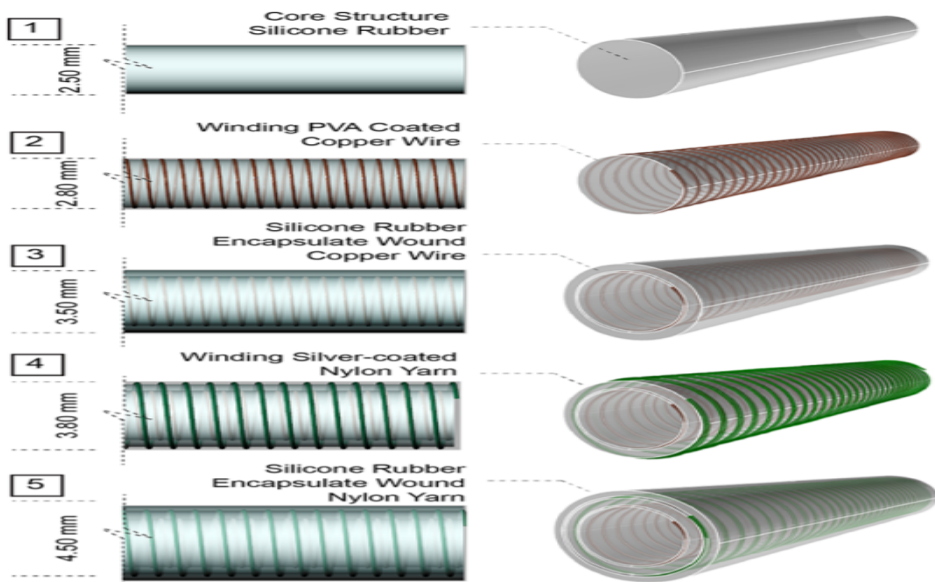 1
Core Structure
Silicone Rubber
2.50 mm
2
Winding PVA Coated
Copper Wire
2.80 mm
3
Silicone Rubber
Encapsulate Wound
Copper Wire
3.50 mm
4
Winding Silver-coated
Nylon Yarn
3.80 mm
5
Silicone Rubber
Encapsulate Wound
Nylon Yarn
4.50 mm